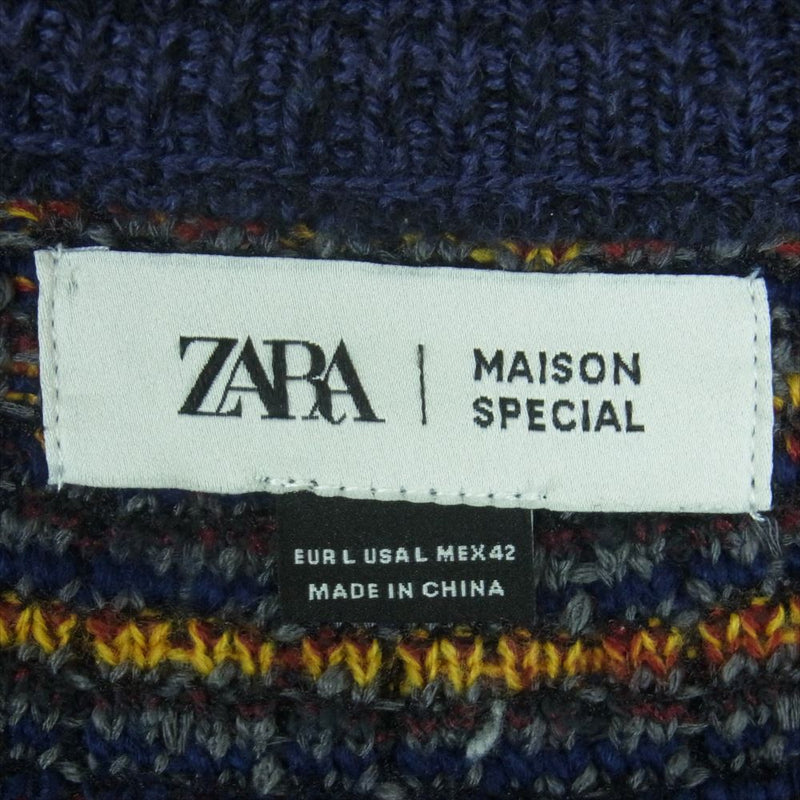 ZARA | MAISON
SPECIAL
EUR L USA L MEX 42
MADE IN CHINA